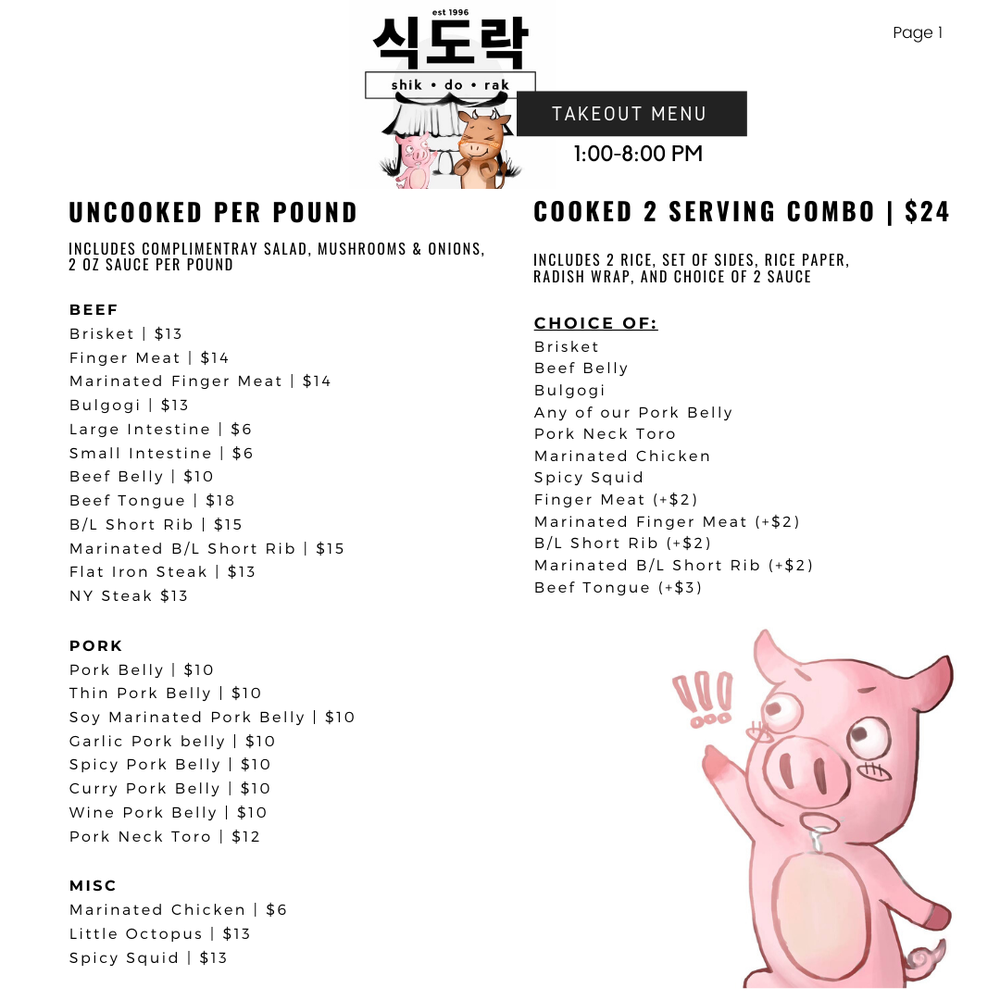 est 1996
식도락
shik • do • rak
Page 1
TAKEOUT MENU
1:00-8:00 PM
UNCOOKED PER POUND
INCLUDES COMPLIMENTRAY SALAD, MUSHROOMS & ONIONS,
2 OZ SAUCE PER POUND
BEEF
Brisket | $13
Finger Meat | $14
Marinated Finger Meat | $14
Bulgogi | $13
Large Intestine | $6
Small Intestine | $6
Beef Belly | $10
Beef Tongue | $18
B/L Short Rib | $15
Marinated B/L Short Rib | $15
Flat Iron Steak | $13
NY Steak $13
PORK
Pork Belly | $10
Thin Pork Belly | $10
Soy Marinated Pork Belly | $10
Garlic Pork belly | $10
Spicy Pork Belly | $10
Curry Pork Belly | $10
Wine Pork Belly | $10
Pork Neck Toro | $12
MISC
Marinated Chicken | $6
Little Octopus | $13
Spicy Squid | $13
COOKED 2 SERVING COMBO | $24
INCLUDES 2 RICE, SET OF SIDES, RICE PAPER,
RADISH WRAP, AND CHOICE OF 2 SAUCE
CHOICE OF:
Brisket
Beef Belly
Bulgogi
Any of our Pork Belly
Pork Neck Toro
Marinated Chicken
Spicy Squid
Finger Meat (+$2)
Marinated Finger Meat (+$2)
B/L Short Rib (+$2)
Marinated B/L Short Rib (+$2)
Beef Tongue (+$3)
!!!